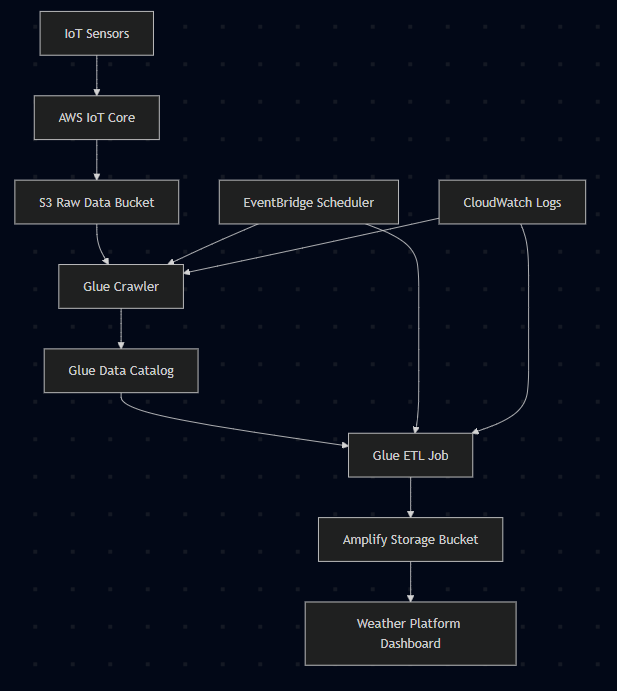 IoT Sensors
AWS IoT Core
S3 Raw Data Bucket
EventBridge Scheduler
CloudWatch Logs
Glue Crawler
Glue Data Catalog
Glue ETL Job
Amplify Storage Bucket
Weather Platform
Dashboard